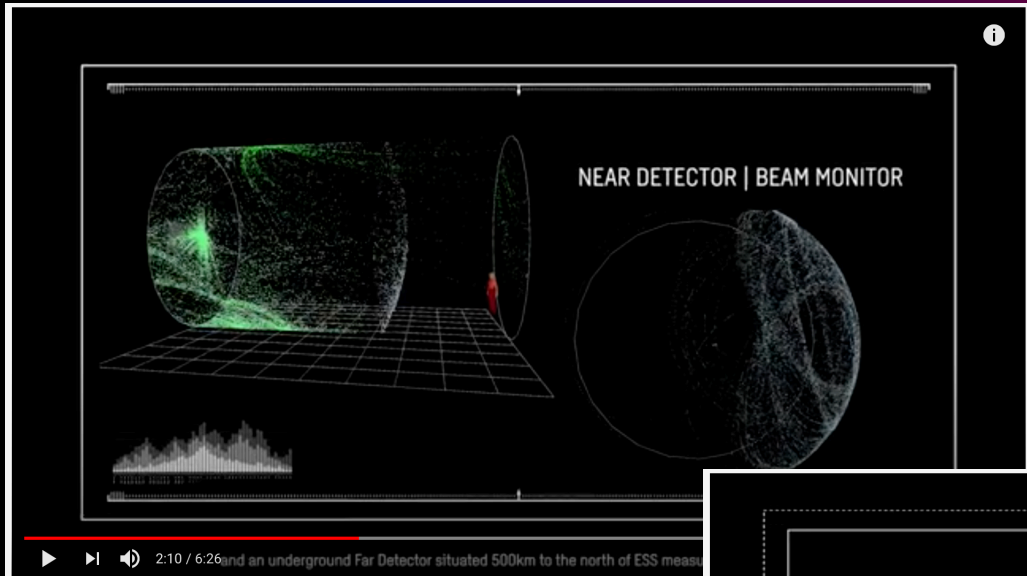 NEAR DETECTOR | BEAM MONITOR
2:10 / 6:26
and an underground Far Detector situated 500km to the north of ESS measu